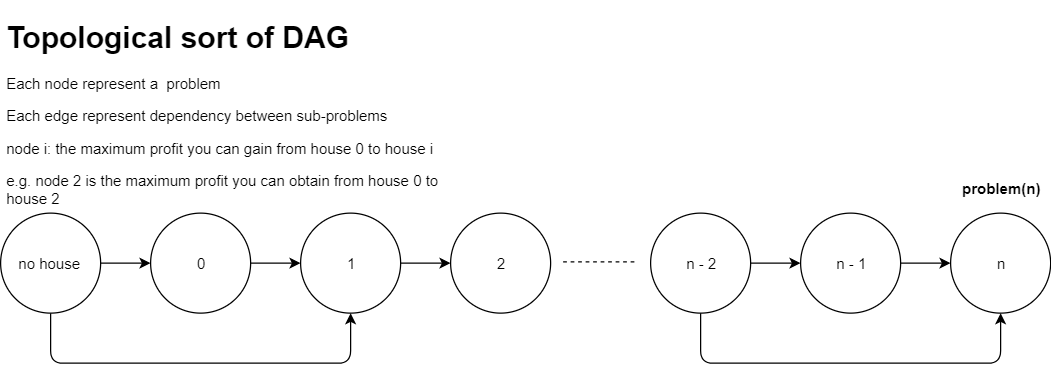 Topological sort of DAG
Each node represent a  problem
Each edge represent dependency between sub-problems
node i: the maximum profit you can gain from house 0 to house i
e.g. node 2 is the maximum profit you can obtain from house 0 to
house 2
problem(n)
no house
0
1
2
n - 2
n - 1
n